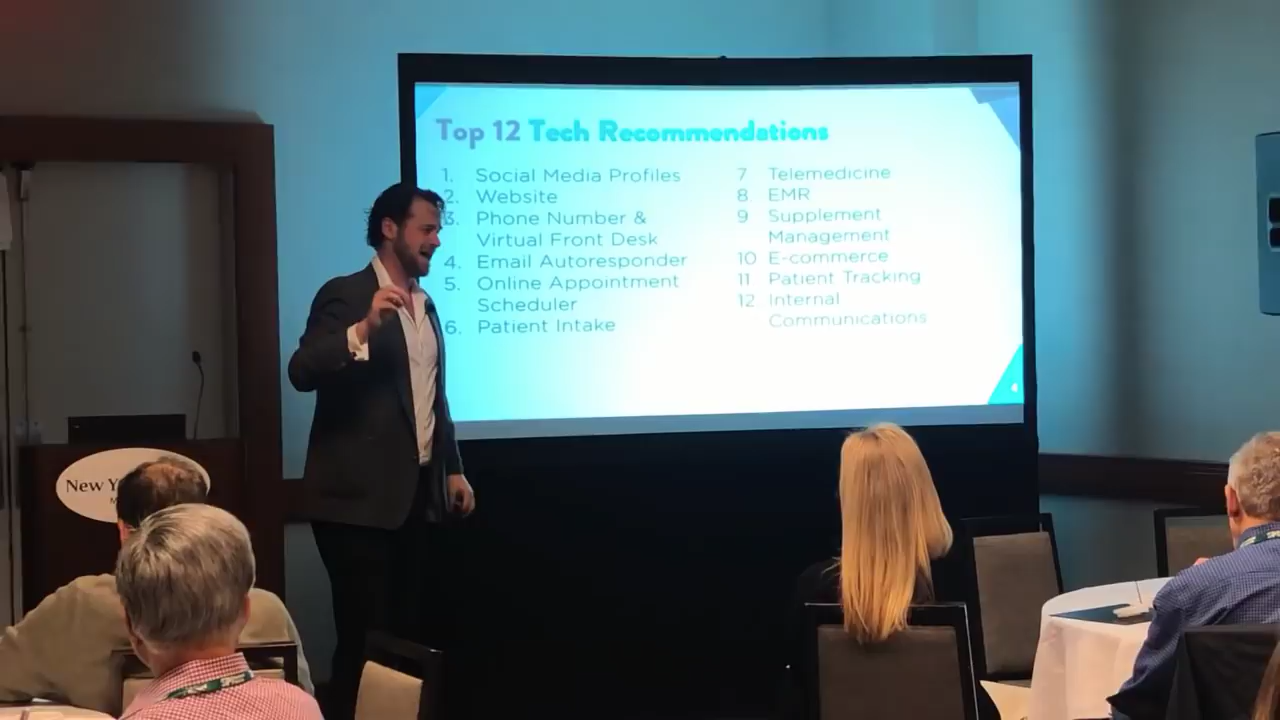 Top 12 Tech Recommendations
1. Social Media Profiles
2. Website
3. Phone Number &
Virtual Front Desk
4. Email Autoresponder
5. Online Appointment
Scheduler
6. Patient Intake
7 Telemedicine
8 EMR
9 Supplement
Management
10 E-commerce
11 Patient Tracking
12 Internal
Communications
4
New